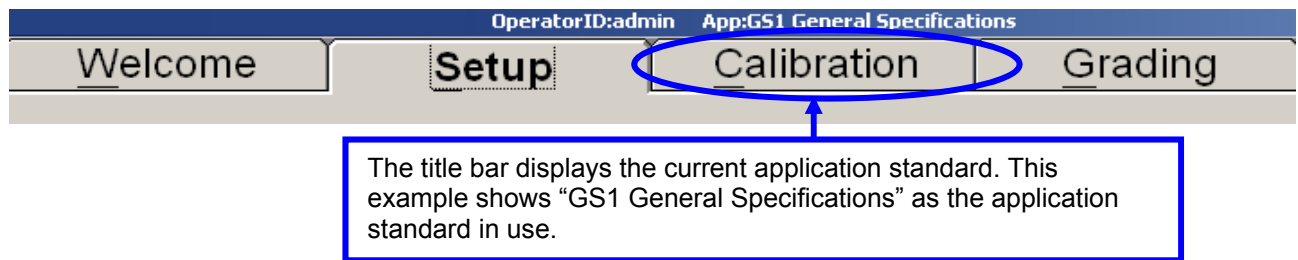 OperatorID:admin App:GS1 General Specifications
Welcome Setup Calibration Grading
The title bar displays the current application standard. This
example shows “GS1 General Specifications” as the application
standard in use.